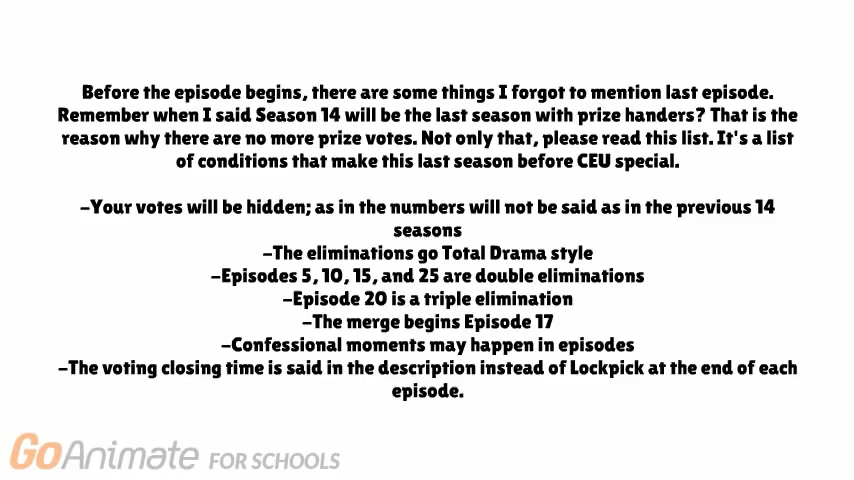 Before the episode begins, there are some things I forgot to mention last episode.
Remember when I said Season 14 will be the last season with prize handers? That is the
reason why there are no more prize votes. Not only that, please read this list. It's a list
of conditions that make this last season before CEU special.
-Your votes will be hidden; as in the numbers will not be said as in the previous 14
seasons
-The eliminations go Total Drama style
-Episodes 5, 10, 15, and 25 are double eliminations
-Episode 20 is a triple elimination
-The merge begins Episode 17
-Confessional moments may happen in episodes
-The voting closing time is said in the description instead of Lockpick at the end of each
episode.
GoAnimate FOR SCHOOLS